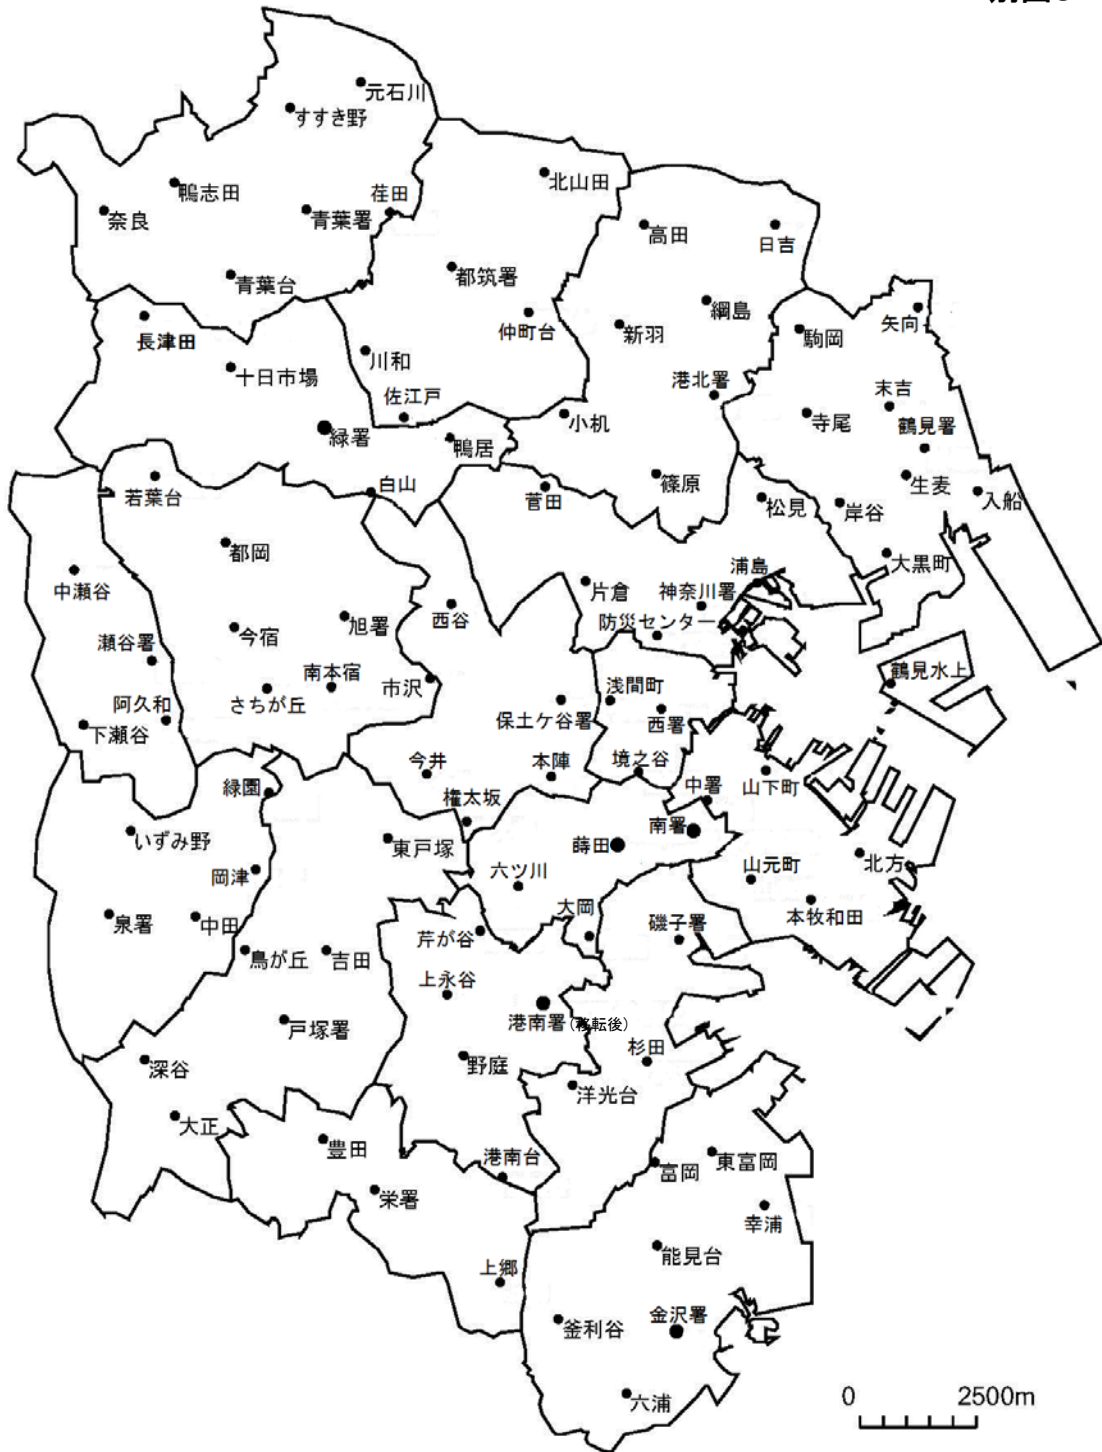 元石川
すすき野
北山田
鴨志田
荏田
奈良
青葉署
高田
日吉
都筑署
青葉台
綱島
長津田
仲町台
新羽
駒岡
矢向
川和
十日市場
港北署
末吉
佐江戸
小机
寺尾
鶴見署
緑署
鴨居
白山
篠原
生麦
若葉台
菅田
松見
岸谷
入船
都岡
大黒町
中瀬谷
片倉
浦島
神奈川署
旭署
西谷
防災センター
今宿
瀬谷署
南本宿
市沢
鶴見水上
阿久和
さちが丘
浅間町
下瀬谷
保土ケ谷署
西署
今井
本陣
境之谷
中署
山下町
緑園
権太坂
いずみ野
東戸塚
蒔田
南署
北方
岡津
六ツ川
山元町
泉署
中田
大岡
本牧和田
芹が谷
磯子署
鳥が丘
吉田
上永谷
戸塚署
港南署(移転後)
杉田
深谷
野庭
洋光台
大正
豊田
港南台
富岡
東富岡
栄署
幸浦
能見台
上郷
釜利谷
金沢署
六浦
0 2500m